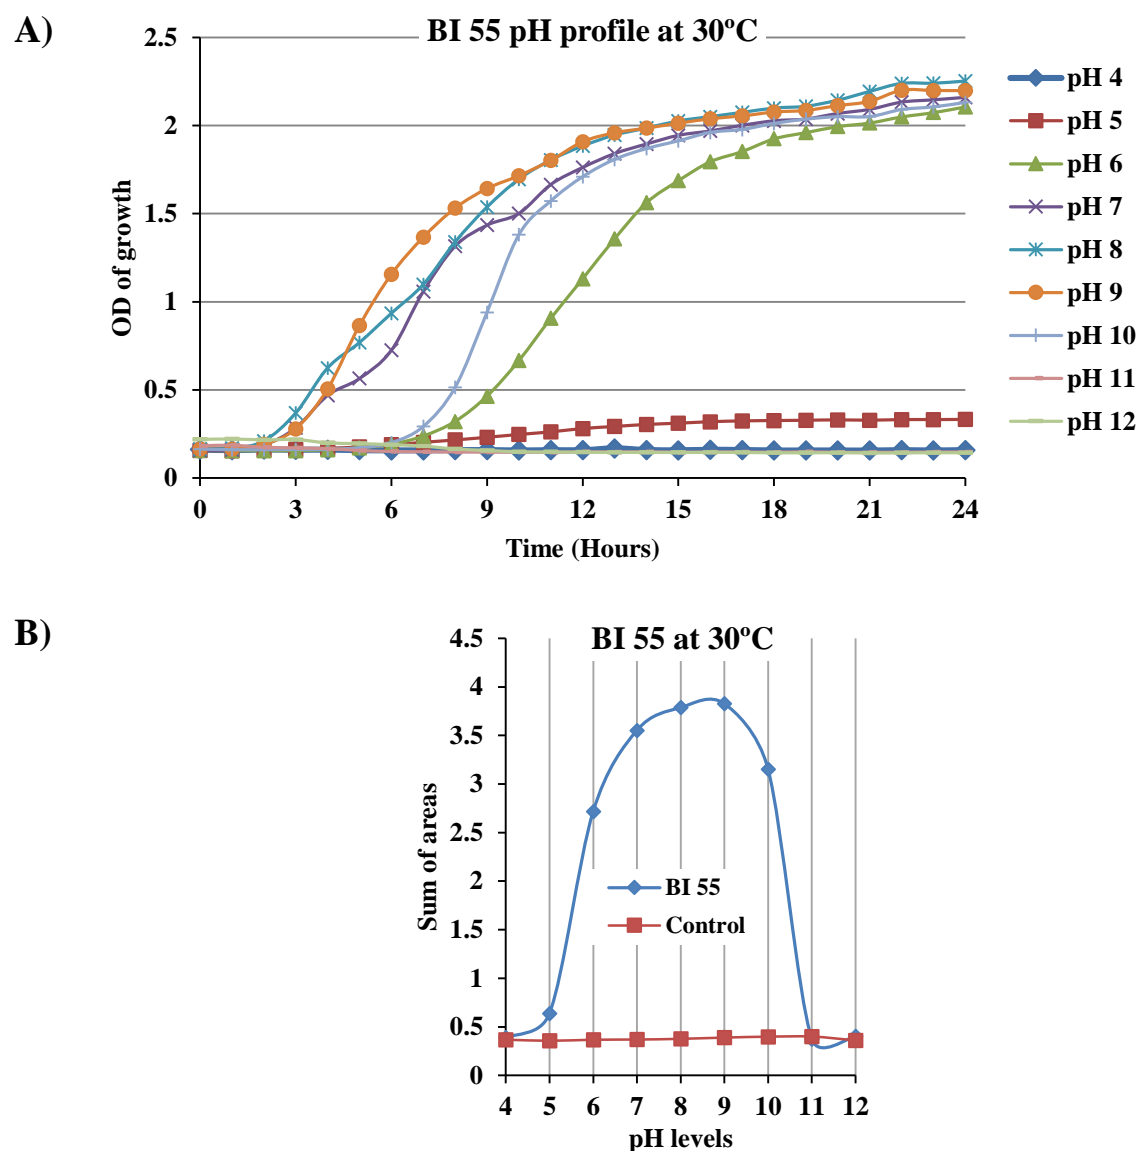 A)
BI 55 pH profile at 30ºC
2.5
2
1.5
1
0.5
0
OD of growth
0 3 6 9 12 15 18 21 24
Time (Hours)
pH 4
pH 5
pH 6
pH 7
pH 8
pH 9
pH 10
pH 11
pH 12
B)
BI 55 at 30ºC
4.5
4
3.5
3
2.5
2
1.5
1
0.5
0
Sum of areas
BI 55
Control
4 5 6 7 8 9 10 11 12
pH levels